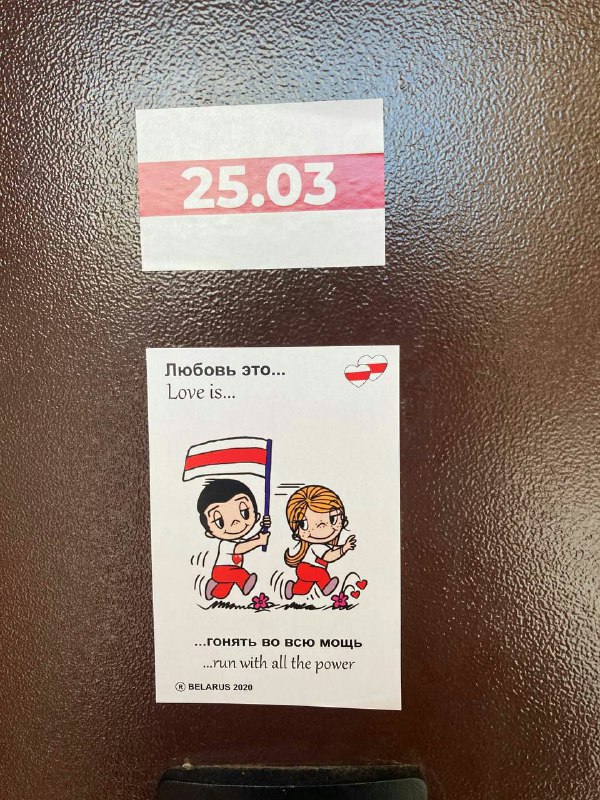 25.03
Любовь это...
Love is...
...гонять во всю мощь
...run with all the power
® BELARUS 2020